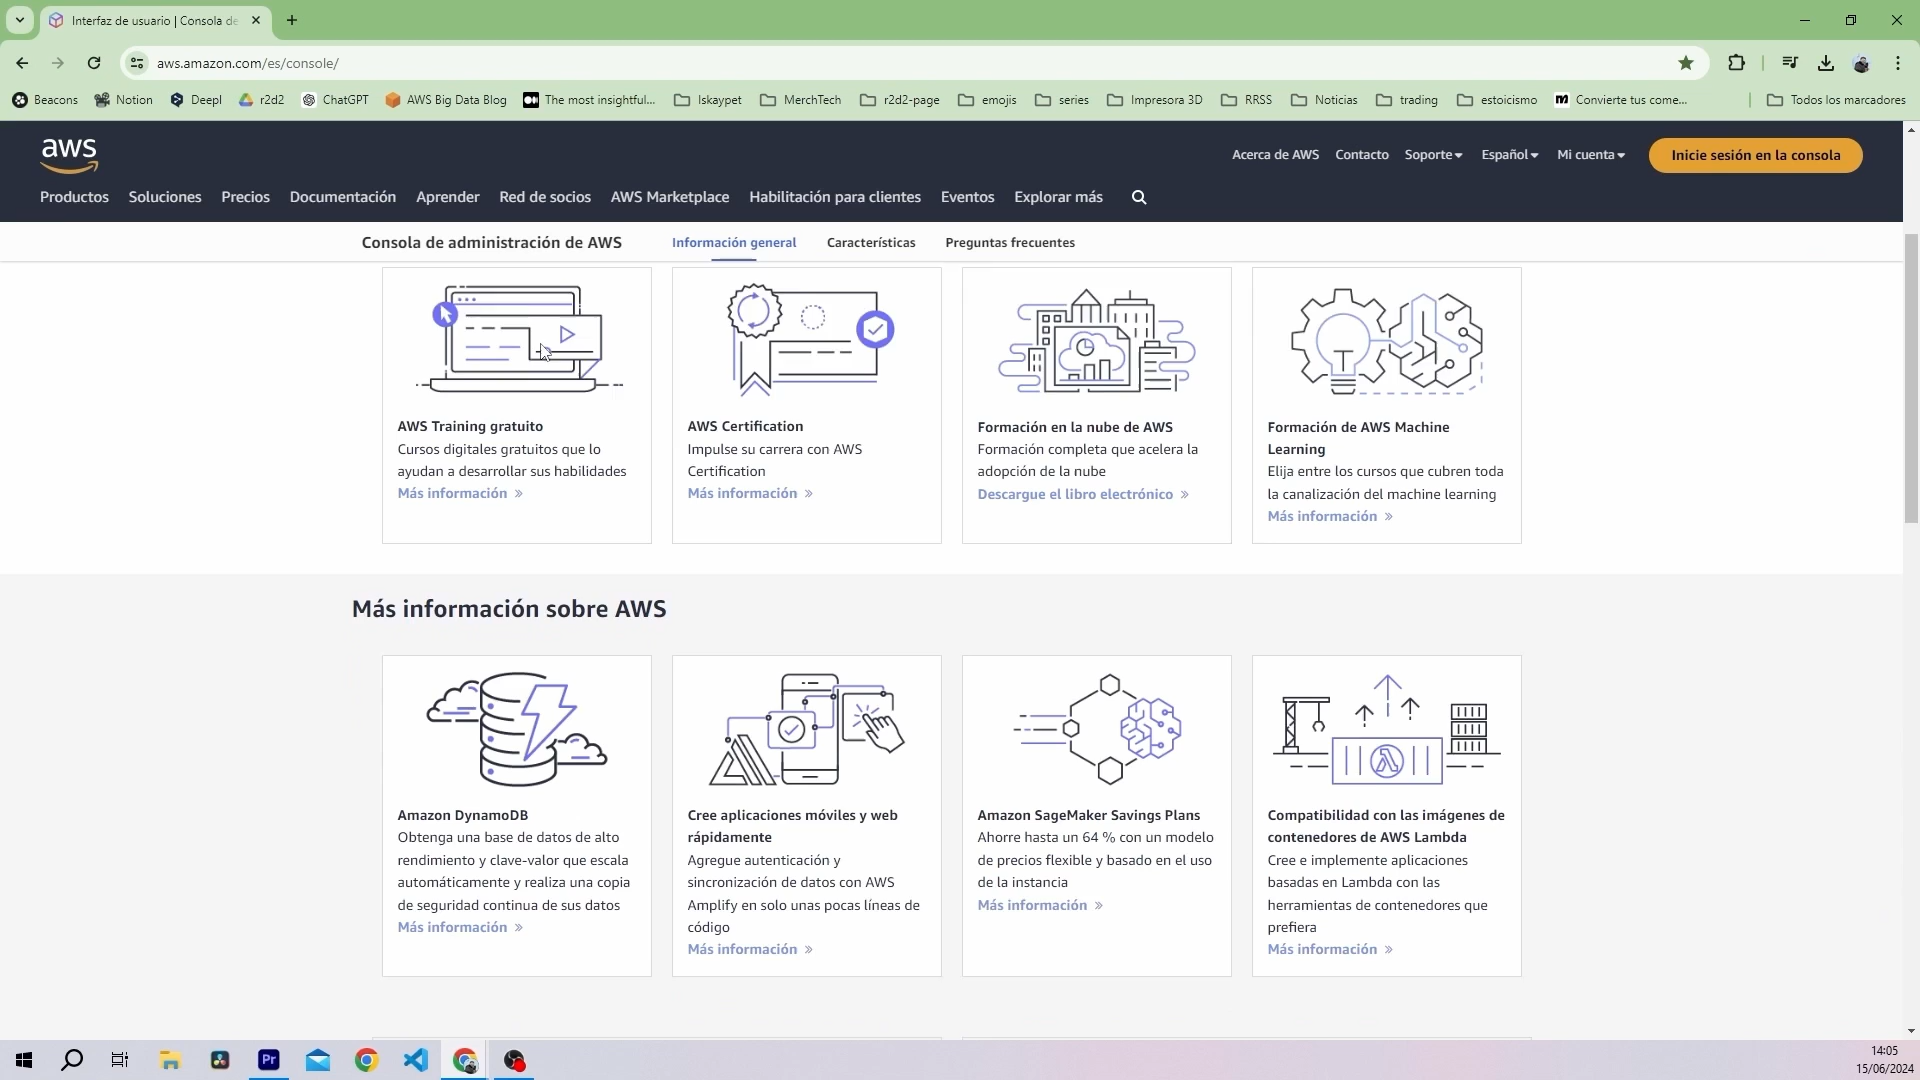 Interfaz de usuario | Consola de
aws.amazon.com/es/console/
Beacons Notion Deepl r2d2 ChatGPT AWS Big Data Blog The most insightful... Iskaypet MerchTech r2d2-page emojis series Impresora 3D RRSS Noticias trading estoicismo Convierte tus come... Todos los marcadores
aws
Acerca de AWS Contacto Soporte Español Mi cuenta Inicie sesión en la consola
Productos Soluciones Precios Documentación Aprender Red de socios AWS Marketplace Habilitación para clientes Eventos Explorar más
Consola de administración de AWS Información general Características Preguntas frecuentes
AWS Training gratuito
Cursos digitales gratuitos que lo
ayudan a desarrollar sus habilidades
Más información »
AWS Certification
Impulse su carrera con AWS
Certification
Más información »
Formación en la nube de AWS
Formación completa que acelera la
adopción de la nube
Descargue el libro electrónico »
Formación de AWS Machine
Learning
Elija entre los cursos que cubren toda
la canalización del machine learning
Más información »
Más información sobre AWS
Amazon DynamoDB
Obtenga una base de datos de alto
rendimiento y clave-valor que escala
automáticamente y realiza una copia
de seguridad continua de sus datos
Más información »
Cree aplicaciones móviles y web
rápidamente
Agregue autenticación y
sincronización de datos con AWS
Amplify en solo unas pocas líneas de
código
Más información »
Amazon SageMaker Savings Plans
Ahorre hasta un 64 % con un modelo
de precios flexible y basado en el uso
de la instancia
Más información »
Compatibilidad con las imágenes de
contenedores de AWS Lambda
Cree e implemente aplicaciones
basadas en Lambda con las
herramientas de contenedores que
prefiera
Más información »
Pr
14:05
15/06/2024